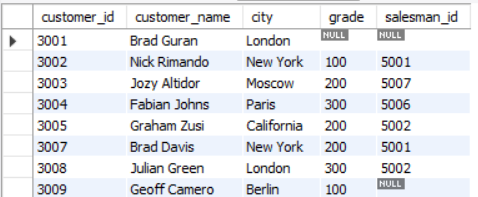 customer_id customer_name city grade salesman_id
3001 Brad Guran London NULL NULL
3002 Nick Rimando New York 100 5001
3003 Jozy Altidor Moscow 200 5007
3004 Fabian Johns Paris 300 5006
3005 Graham Zusi California 200 5002
3007 Brad Davis New York 200 5001
3008 Julian Green London 300 5002
3009 Geoff Camero Berlin 100 NULL